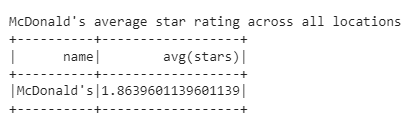 McDonald's average star rating across all locations
+----------+------------------+
|      name|        avg(stars)|
+----------+------------------+
|McDonald's|1.8639601139601139|
+----------+------------------+